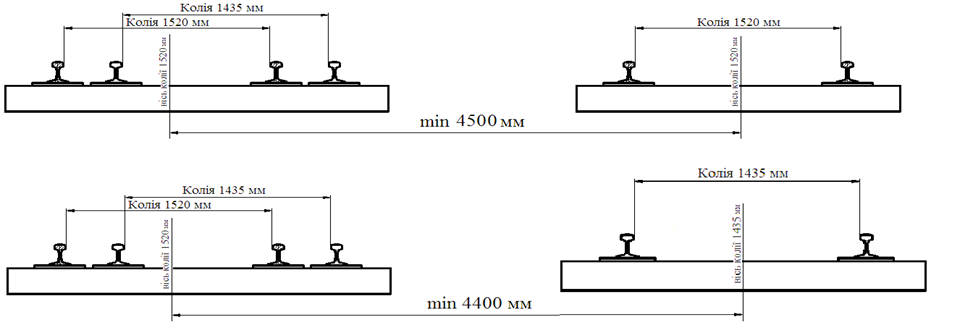 Колія 1435 мм
Колія 1520 мм
вісь колії 1520 мм
Колія 1520 мм
вісь колії 1520 мм
min 4500 мм
Колія 1435 мм
Колія 1520 мм
вісь колії 1520 мм
Колія 1435 мм
вісь колії 1435 мм
min 4400 мм